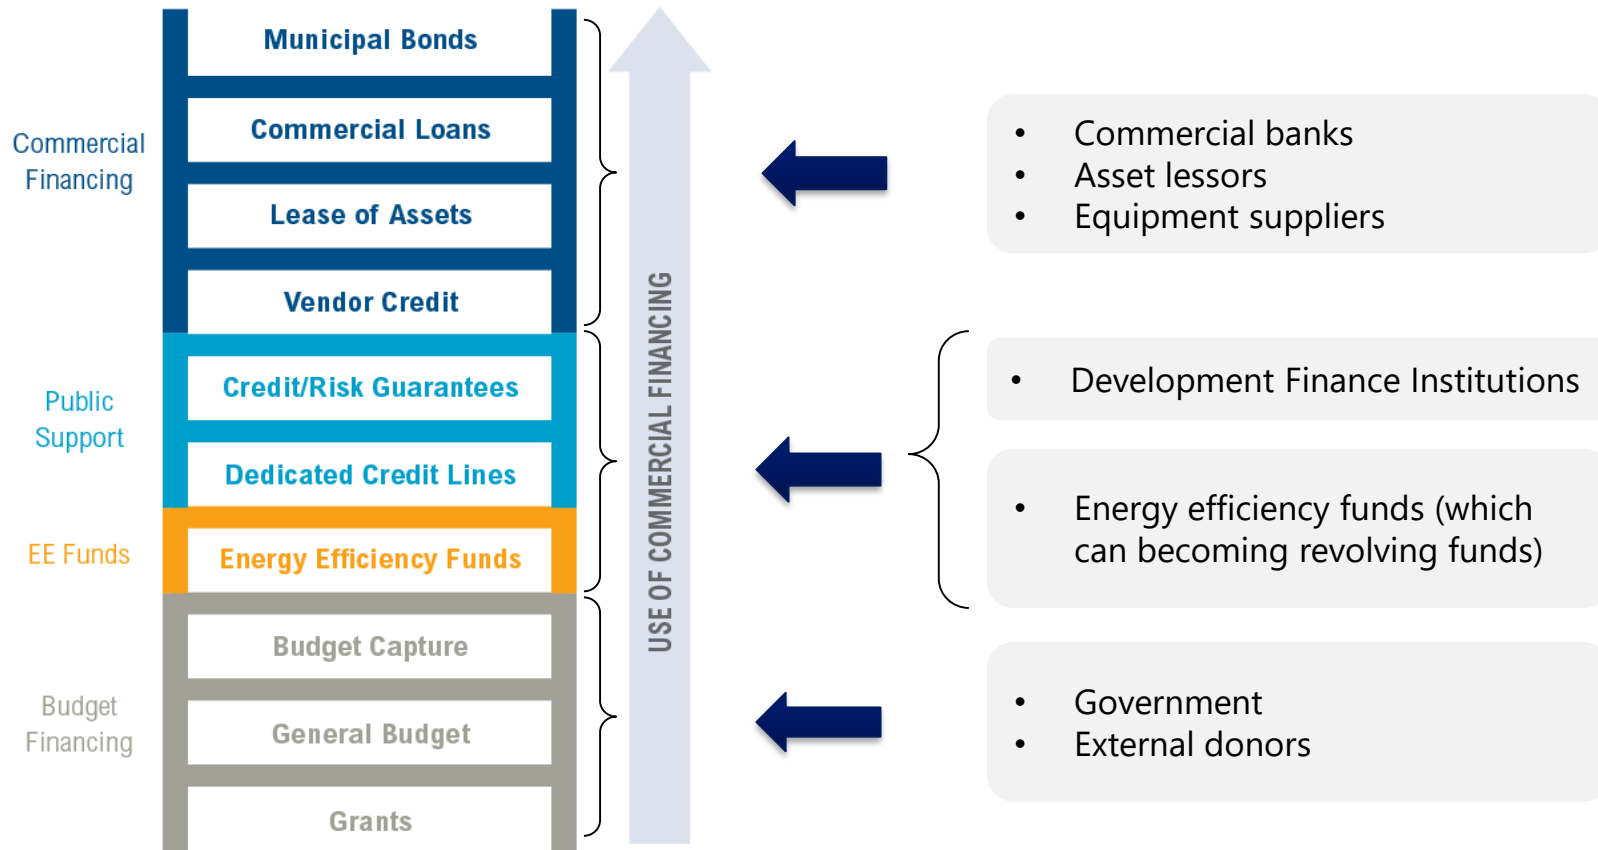 Municipal Bonds
Commercial Loans
Lease of Assets
Vendor Credit
Credit/Risk Guarantees
Dedicated Credit Lines
Energy Efficiency Funds
Budget Capture
General Budget
Grants
Commercial
Financing
Public
Support
EE Funds
Budget
Financing
USE OF COMMERCIAL FINANCING
• Commercial banks
• Asset lessors
• Equipment suppliers
• Development Finance Institutions
• Energy efficiency funds (which
can becoming revolving funds)
• Government
• External donors